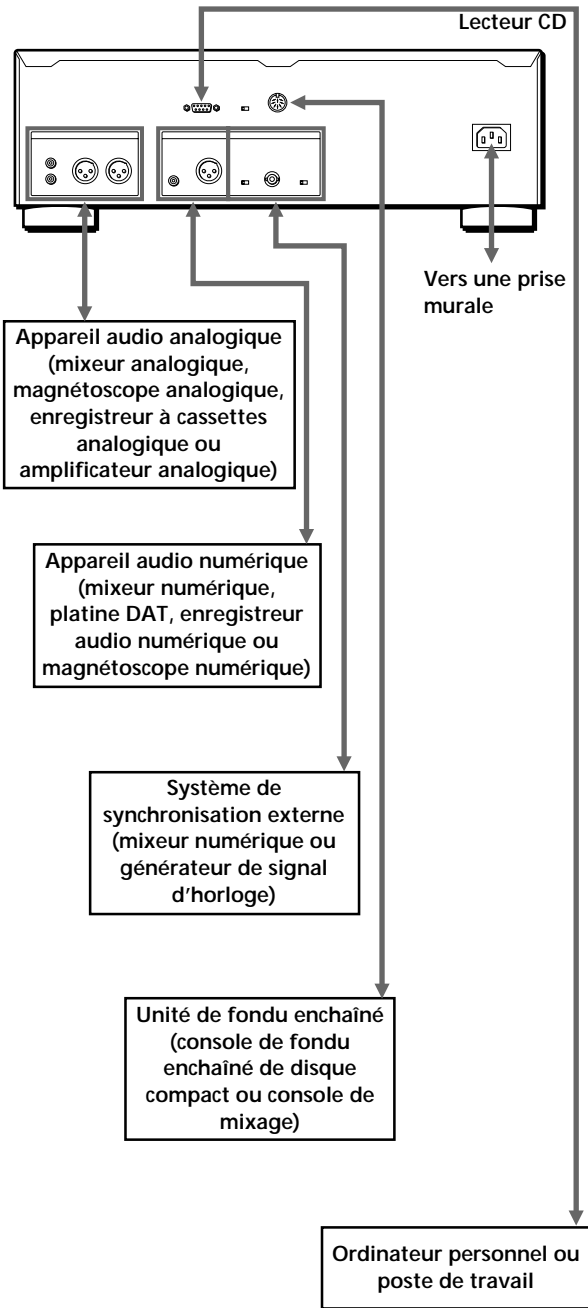 Lecteur CD
Vers une prise
murale
Appareil audio analogique
(mixeur analogique,
magnétoscope analogique,
enregistreur à cassettes
analogique ou
amplificateur analogique)
Appareil audio numérique
(mixeur numérique,
platine DAT, enregistreur
audio numérique ou
magnétoscope numérique)
Système de
synchronisation externe
(mixeur numérique ou
générateur de signal
d'horloge)
Unité de fondu enchaîné
(console de fondu
enchaîné de disque
compact ou console de
mixage)
Ordinateur personnel ou
poste de travail